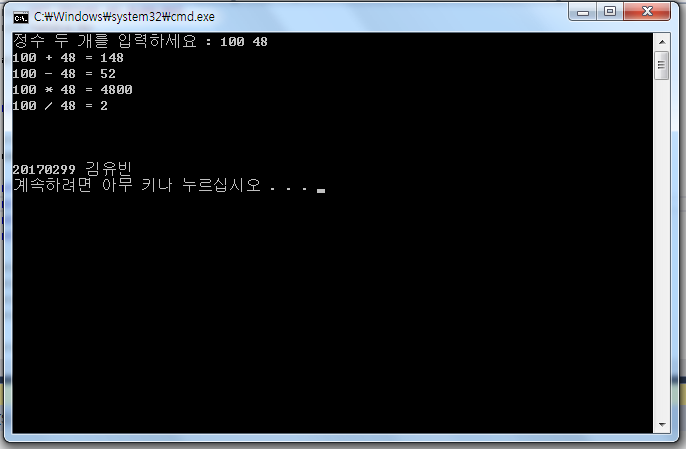 C:₩Windows₩system32₩cmd.exe
정수 두 개를 입력하세요 : 100 48
100 + 48 = 148
100 - 48 = 52
100 * 48 = 4800
100 / 48 = 2
20170299 김유빈
계속하려면 아무 키나 누르십시오 . . .